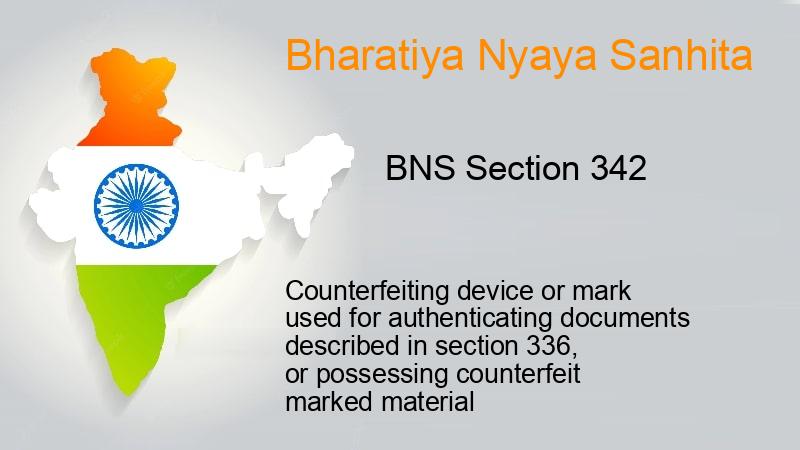 Bharatiya Nyaya Sanhita
BNS Section 342
Counterfeiting device or mark
used for authenticating documents
described in section 336,
or possessing counterfeit
marked material